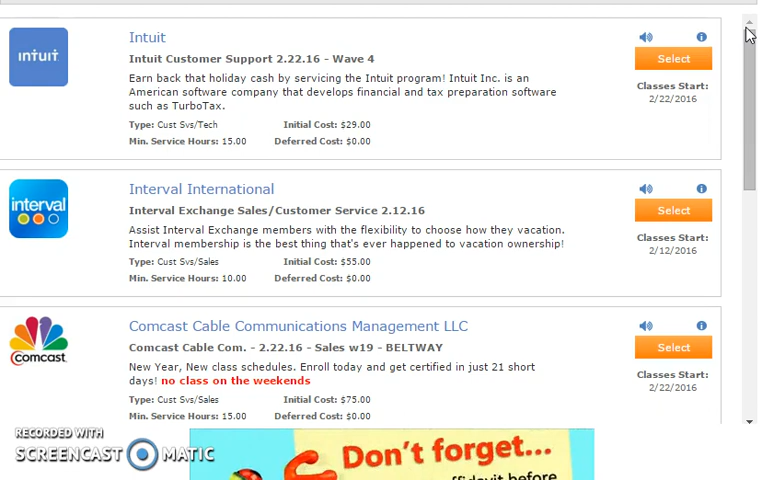 intuit
Intuit
Intuit Customer Support 2.22.16 - Wave 4
Earn back that holiday cash by servicing the Intuit program! Intuit Inc. is an
American software company that develops financial and tax preparation software
such as TurboTax.
Type: Cust Svs/Tech Initial Cost: $29.00
Min. Service Hours: 15.00 Deferred Cost: $0.00
Select
Classes Start:
2/22/2016
interval
Interval International
Interval Exchange Sales/Customer Service 2.12.16
Assist Interval Exchange members with the flexibility to choose how they vacation.
Interval membership is the best thing that's ever happened to vacation ownership!
Type: Cust Svs/Sales Initial Cost: $55.00
Min. Service Hours: 10.00 Deferred Cost: $0.00
Select
Classes Start:
2/12/2016
comcast.
Comcast Cable Communications Management LLC
Comcast Cable Com. - 2.22.16 - Sales w19 - BELTWAY
New Year, New class schedules. Enroll today and get certified in just 21 short
days! no class on the weekends
Type: Cust Svs/Sales Initial Cost: $75.00
Min. Service Hours: 15.00 Deferred Cost: $0.00
Select
Classes Start:
2/22/2016
RECORDED WITH
SCREENCAST MATIC
Don't forget...
affidavit before